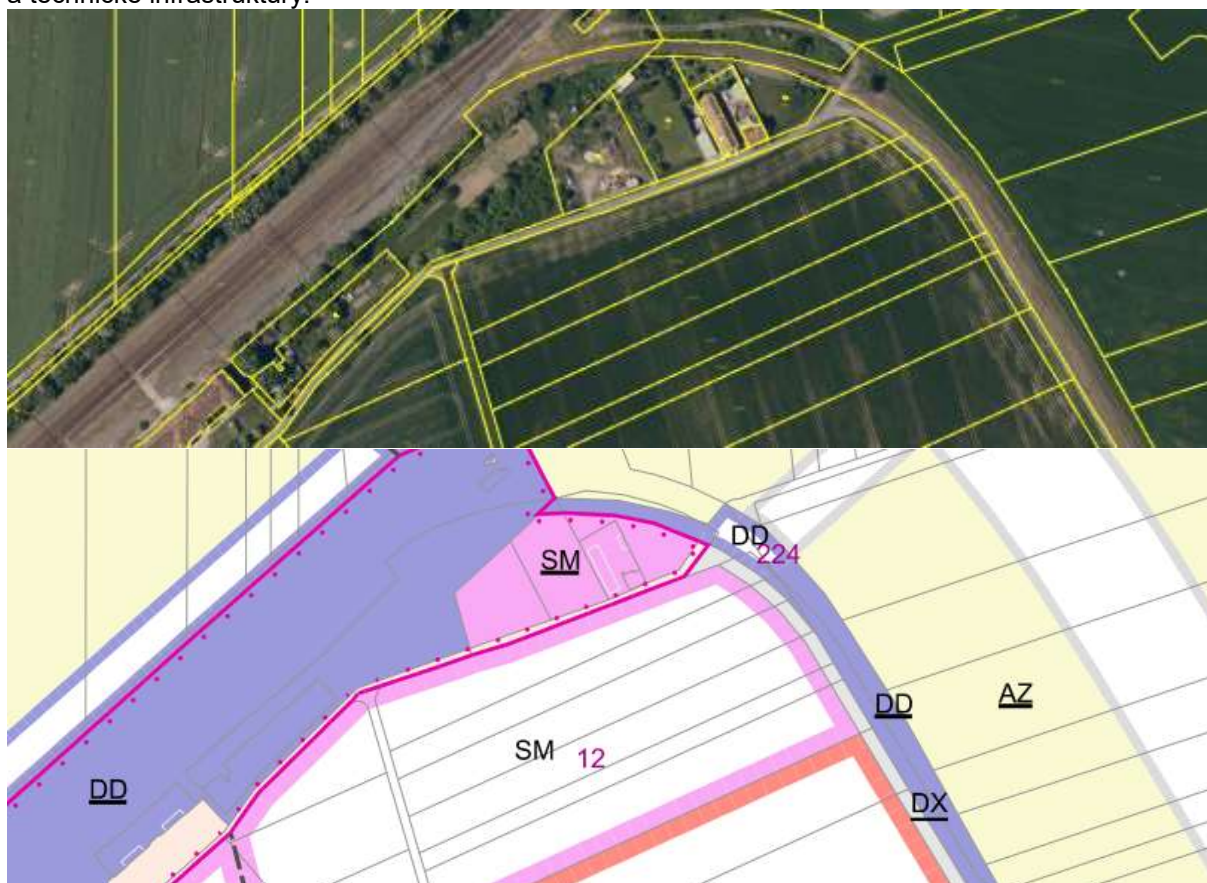 a technické infrastruktury.
SM
DD
224
SM
12
DD
AZ
DD
DX